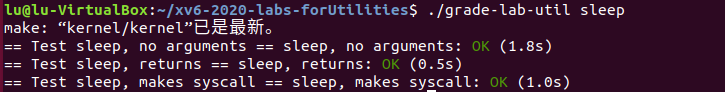 lu@lu-VirtualBox:~/xv6-2020-labs-forUtilities$ ./grade-lab-util sleep
make: “kernel/kernel”已是最新。
== Test sleep, no arguments == sleep, no arguments: OK (1.8s)
== Test sleep, returns == sleep, returns: OK (0.5s)
== Test sleep, makes syscall == sleep, makes syscall: OK (1.0s)